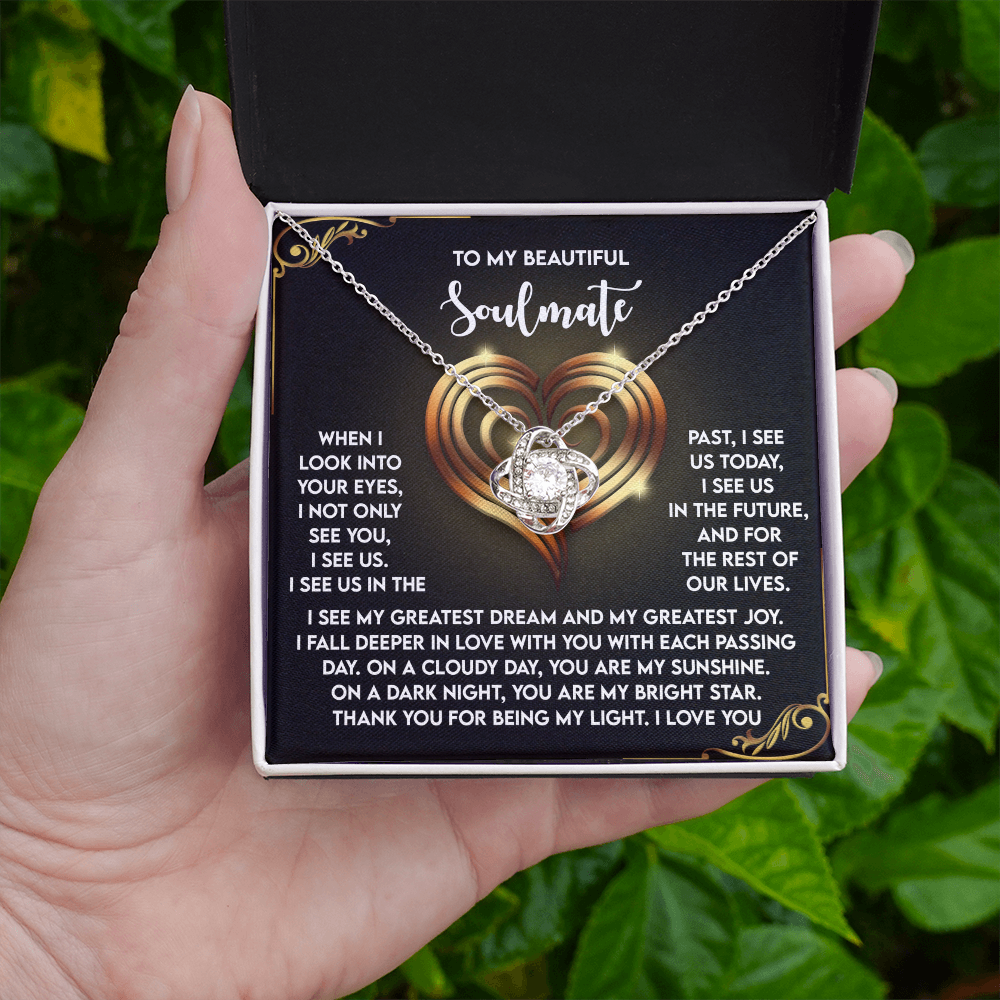 TO MY BEAUTIFUL
Soulmate
WHEN I
LOOK INTO
YOUR EYES,
I NOT ONLY
SEE YOU,
I SEE US.
I SEE US IN THE
PAST, I SEE
US TODAY,
I SEE US
IN THE FUTURE,
AND FOR
THE REST OF
OUR LIVES.
I SEE MY GREATEST DREAM AND MY GREATEST JOY.
I FALL DEEPER IN LOVE WITH YOU WITH EACH PASSING
DAY. ON A CLOUDY DAY, YOU ARE MY SUNSHINE.
ON A DARK NIGHT, YOU ARE MY BRIGHT STAR.
THANK YOU FOR BEING MY LIGHT. I LOVE YOU